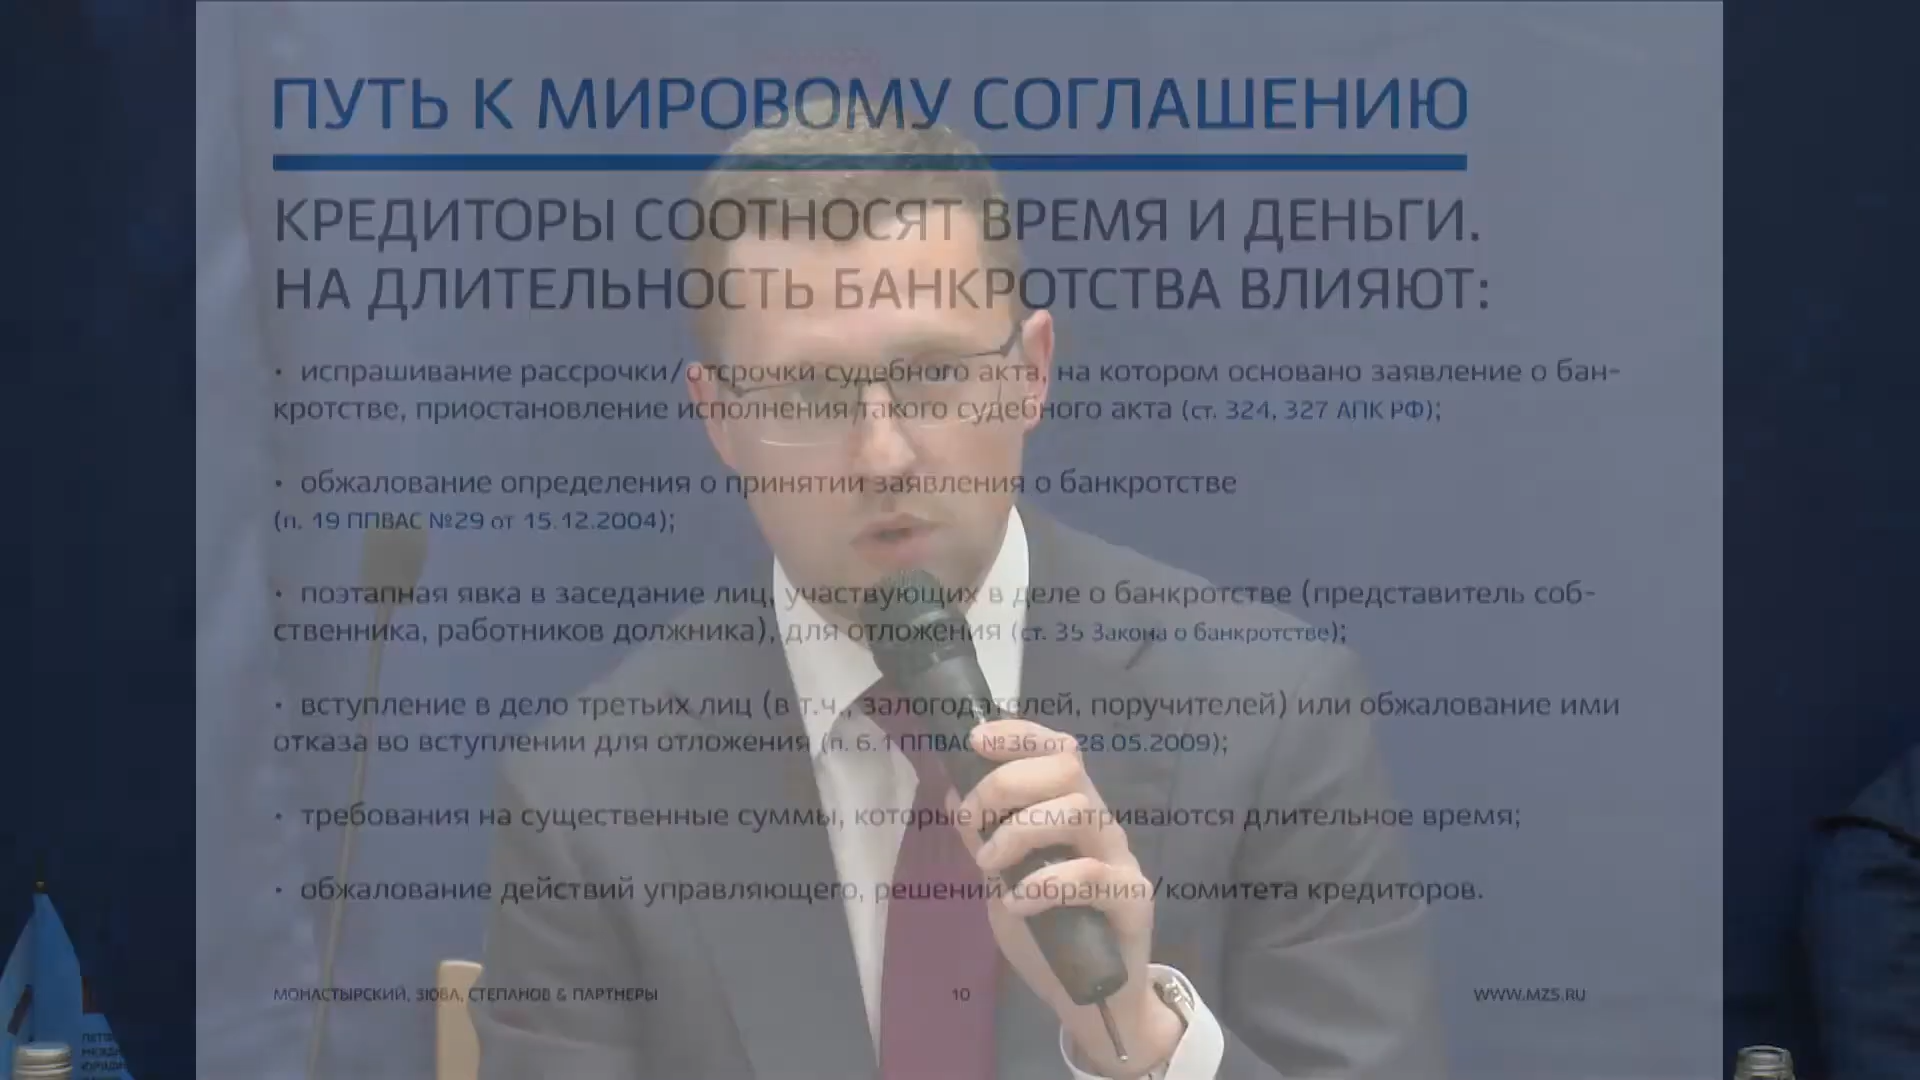 ПУТЬ К МИРОВОМУ СОГЛАШЕНИЮ
КРЕДИТОРЫ СООТНОСЯТ ВРЕМЯ И ДЕНЬГИ.
НА ДЛИТЕЛЬНОСТЬ БАНКРОТСТВА ВЛИЯЮТ:
• испрашивание рассрочки/отсрочки судебного акта, на котором основано заявление о бан-
кротстве, приостановление исполнения такого судебного акта (ст. 324, 327 АПК РФ);
• обжалование определения о принятии заявления о банкротстве
(п. 19 ППВАС №29 от 15.12.2004);
• поэтапная явка в заседание лиц, участвующих в деле о банкротстве (представитель соб-
ственника, работников должника), для отложения (ст. 35 Закона о банкротстве);
• вступление в дело третьих лиц (в т.ч., залогодателей, поручителей) или обжалование ими
отказа во вступлении для отложения (п. 6.1 ППВАС №36 от 28.05.2009);
• требования на существенные суммы, которые рассматриваются длительное время;
• обжалование действий управляющего, решений собрания/комитета кредиторов.
МОНАСТЫРСКИЙ, ЗЮБА, СТЕПАНОВ & ПАРТНЕРЫ
10
WWW.MZS.RU